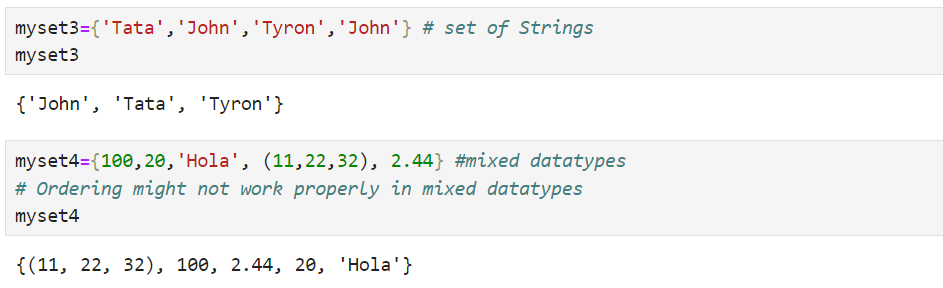 myset3={'Tata','John','Tyron','John'} # set of Strings
myset3
{'John', 'Tata', 'Tyron'}
myset4={100,20,'Hola', (11,22,32), 2.44} #mixed datatypes
# Ordering might not work properly in mixed datatypes
myset4
{(11, 22, 32), 100, 2.44, 20, 'Hola'}